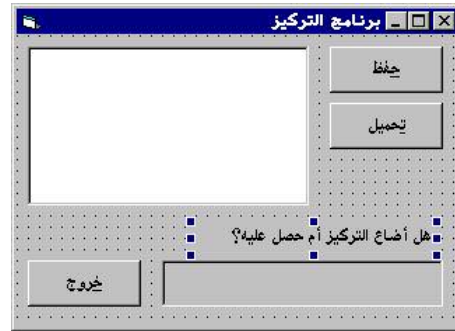 برنامج التركيز
حفظ
تحميل
هل أضاع التركيز أم حصل عليه؟
خروج